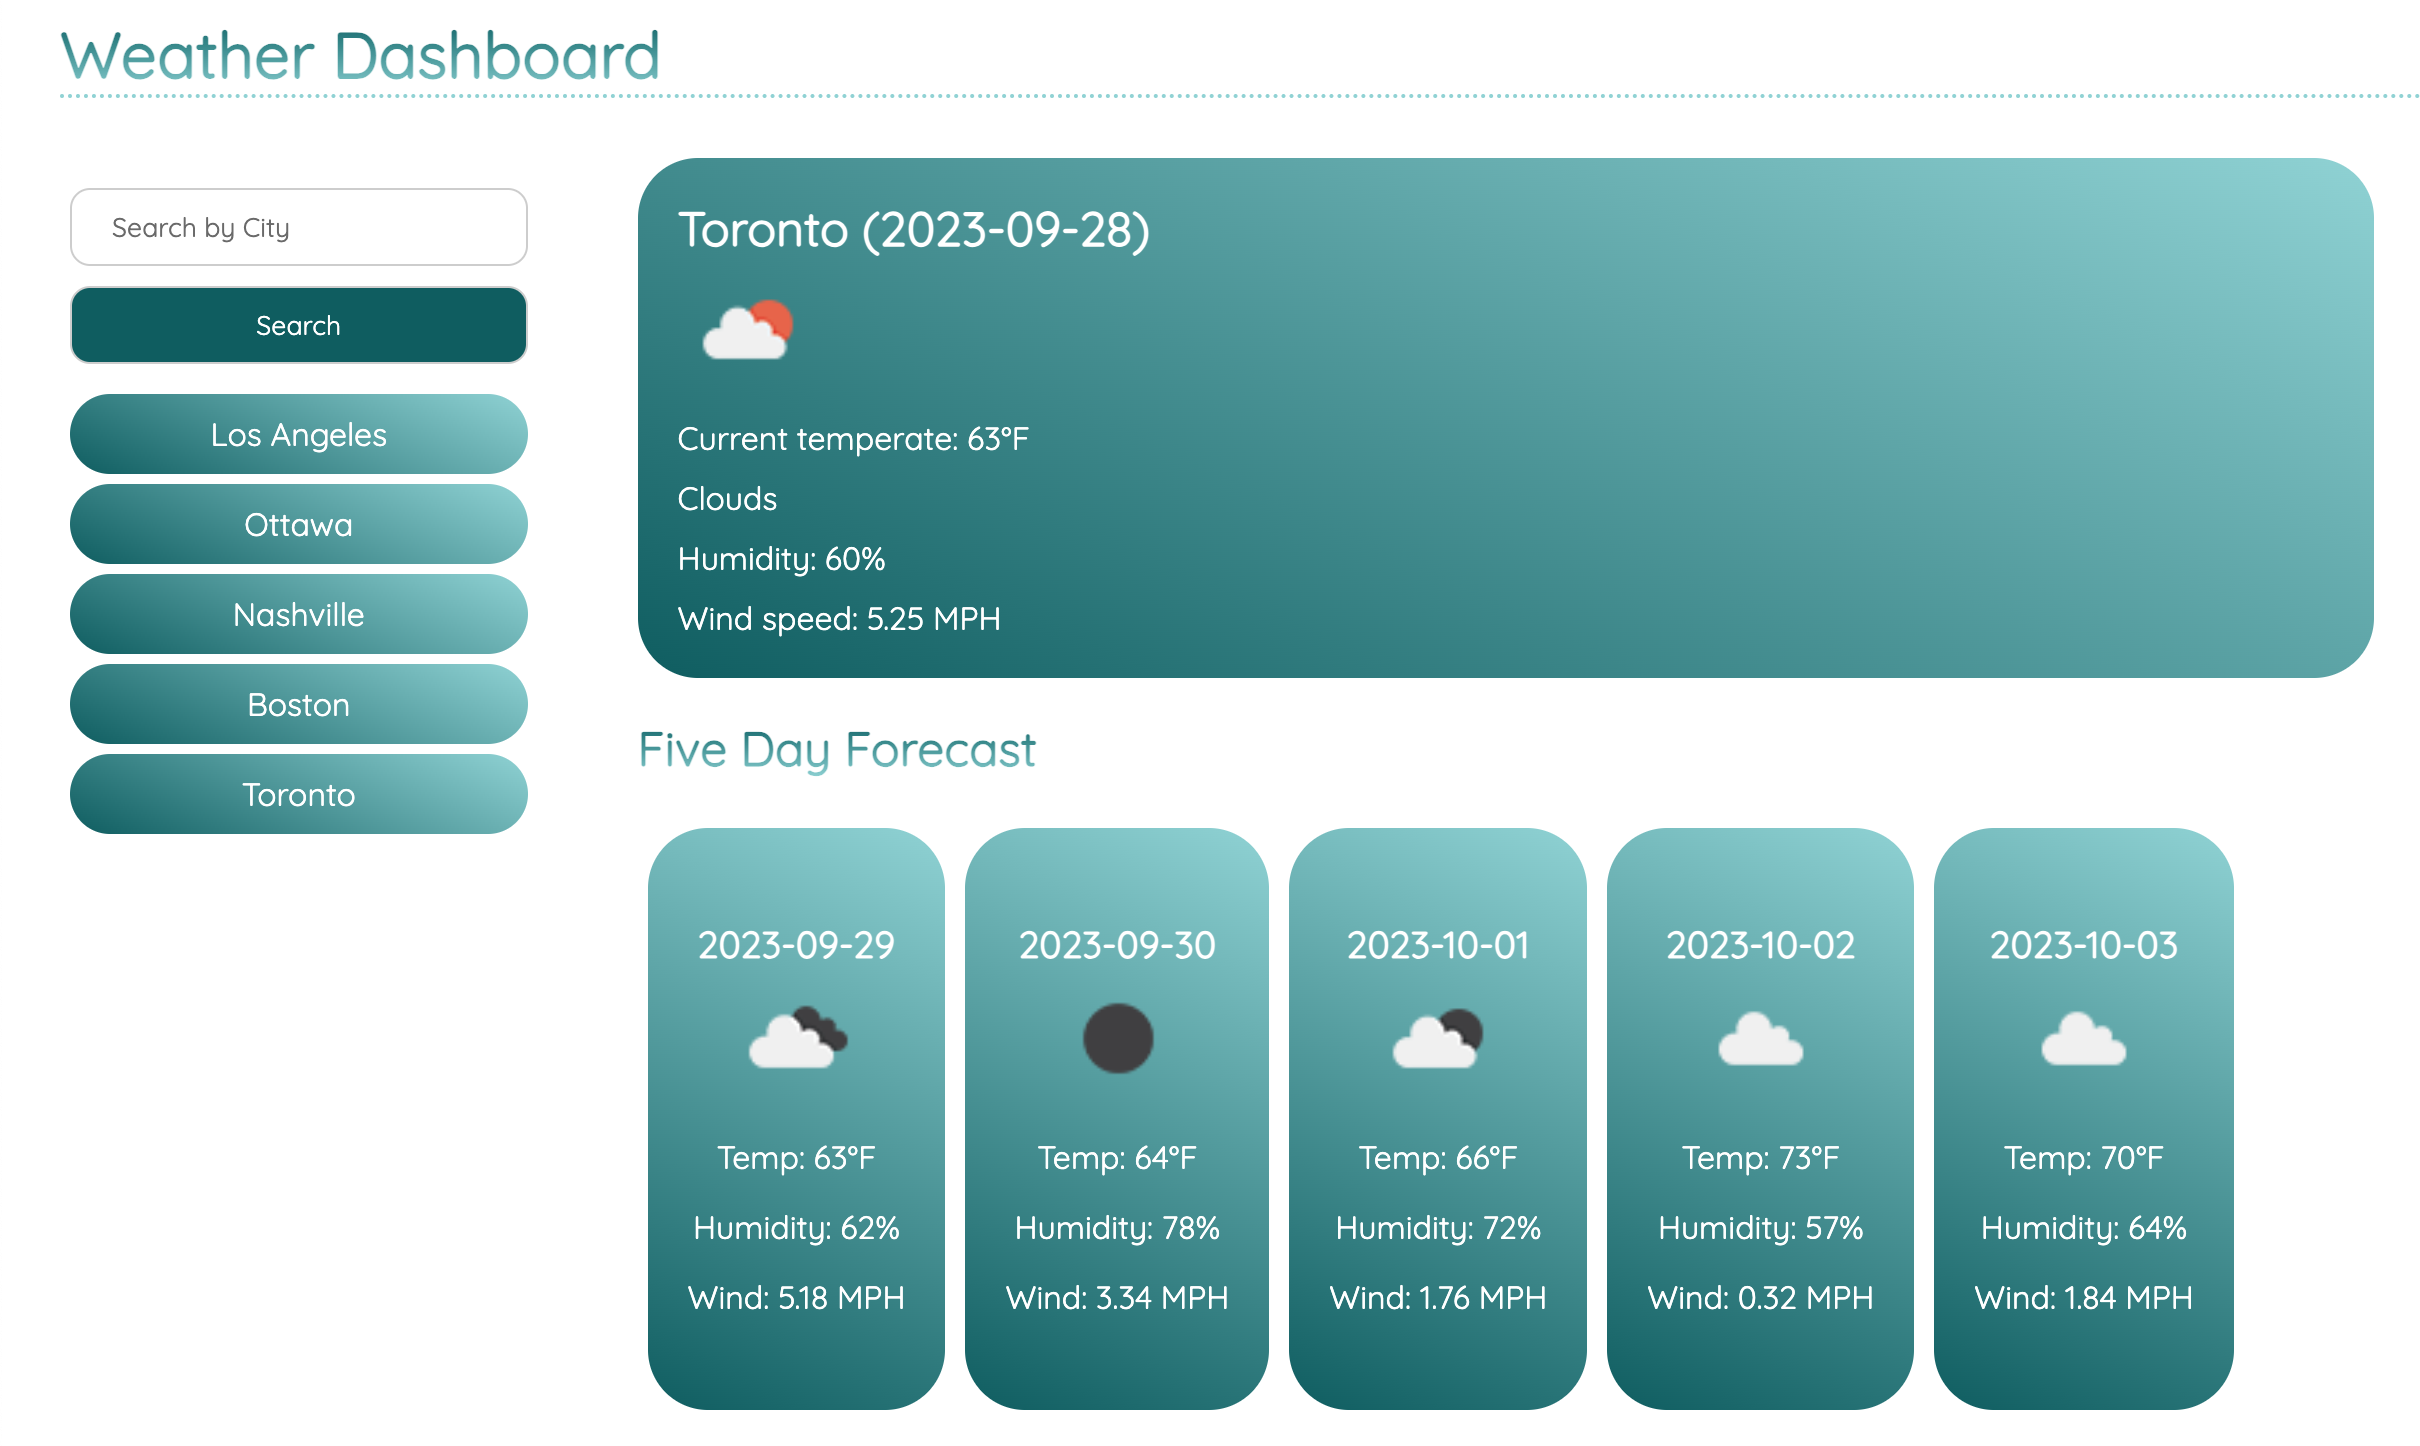 Weather Dashboard
Search by City
Search
Los Angeles
Ottawa
Nashville
Boston
Toronto
Toronto (2023-09-28)
Current temperate: 63°F
Clouds
Humidity: 60%
Wind speed: 5.25 MPH
Five Day Forecast
2023-09-29
Temp: 63°F
Humidity: 62%
Wind: 5.18 MPH
2023-09-30
Temp: 64°F
Humidity: 78%
Wind: 3.34 MPH
2023-10-01
Temp: 66°F
Humidity: 72%
Wind: 1.76 MPH
2023-10-02
Temp: 73°F
Humidity: 57%
Wind: 0.32 MPH
2023-10-03
Temp: 70°F
Humidity: 64%
Wind: 1.84 MPH